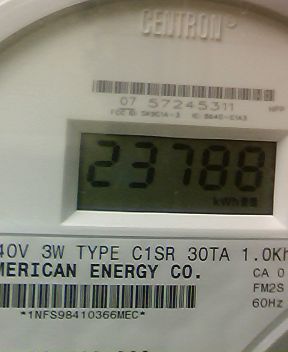 CENTRON
07 57245311
23788
kWh
40V 3W TYPE C1SR 30TA 1.0Kh
MERICAN ENERGY CO.
CA 0
FM2S
60Hz
*1NFS98410366MEC*